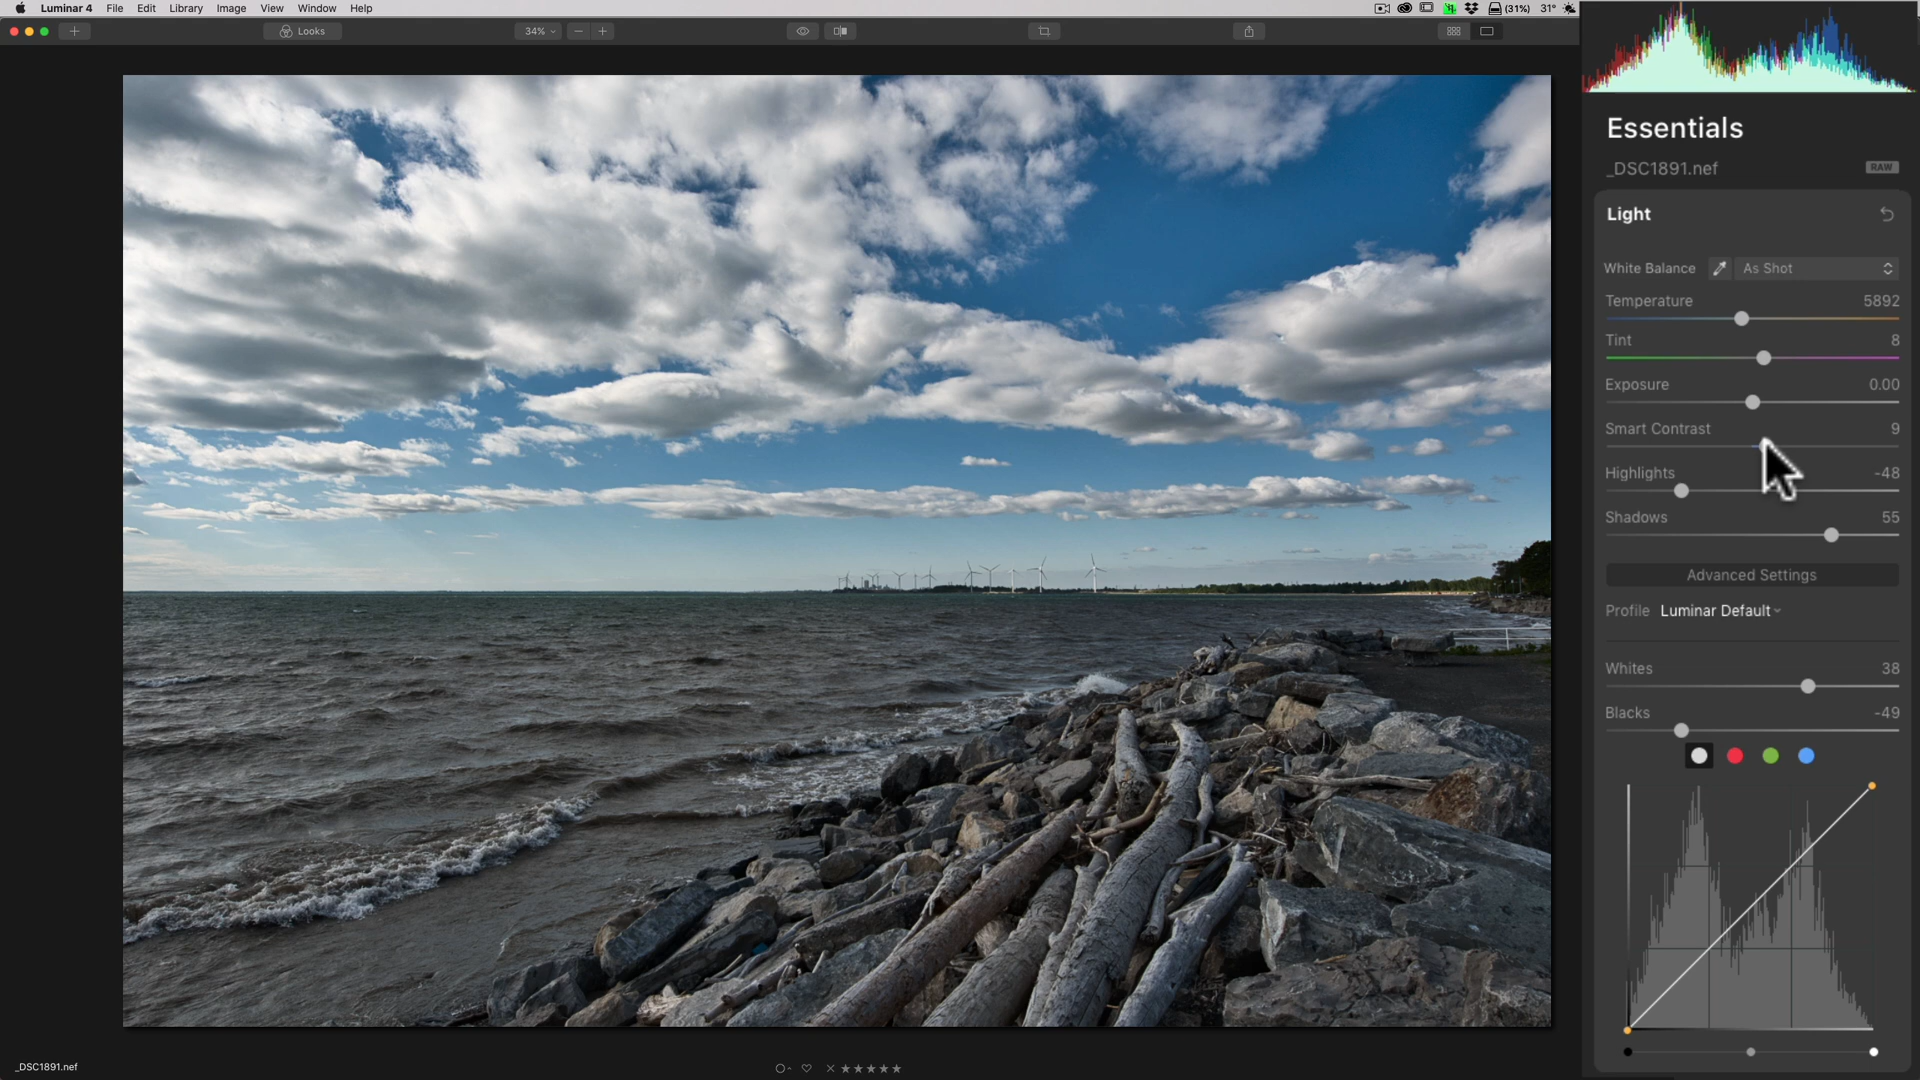 Luminar 4 File Edit Library Image View Window Help (31%) 31°
Looks 34%
Essentials
_DSC1891.nef RAW
Light
White Balance As Shot
Temperature 5892
Tint 8
Exposure 0.00
Smart Contrast 9
Highlights -48
Shadows 55
Advanced Settings
Profile Luminar Default
Whites 38
Blacks -49
_DSC1891.nef